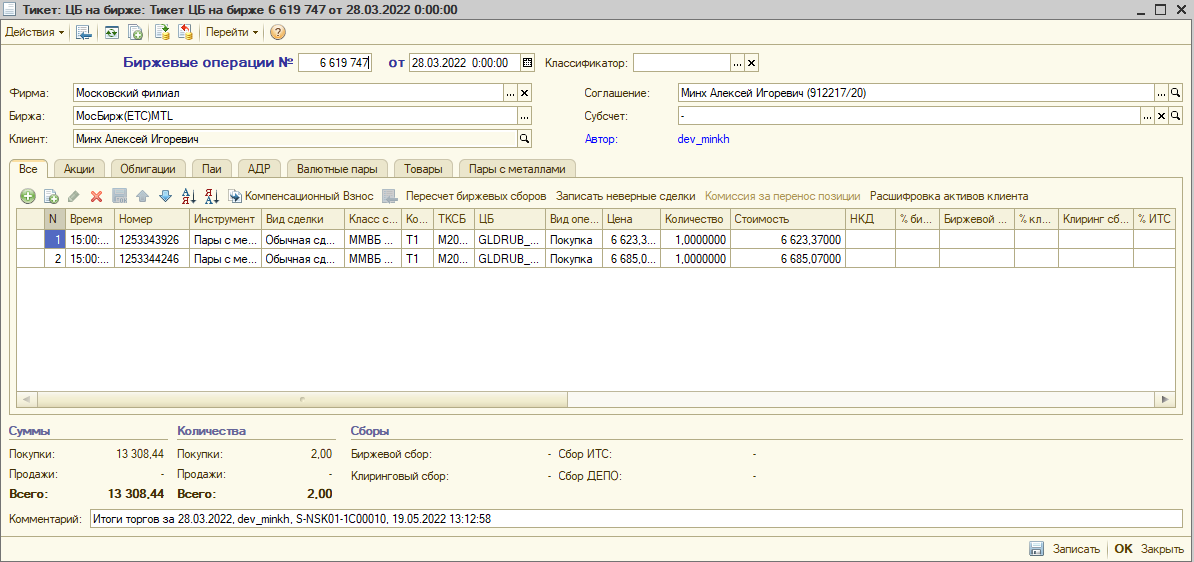 Тикет: ЦБ на бирже: Тикет ЦБ на бирже 6 619 747 от 28.03.2022 0:00:00
Действия Перейти
Биржевые операции № 6 619 747 от 28.03.2022 0:00:00 Классификатор:
Фирма: Московский филиал Соглашение: Минх Алексей Игоревич (912217/20)
Биржа: МосБирж(ETC)MTL Субсчет: -
Клиент: Минх Алексей Игоревич Автор: dev_minkh
Все Акции Облигации Паи АДР Валютные пары Товары Пары с металлами
Компенсационный Взнос Пересчет биржевых сборов Записать неверные сделки Комиссия за перенос позиции Расшифровка активов клиента
N Время Номер Инструмент Вид сделки Класс с... Ко... ТКСБ ЦБ Вид опе... Цена Количество Стоимость НКД % би... Биржевой ... % кл... Клиринг сб... % ИТС
1 15:00:... 1253343926 Пары с ме... Обычная сд... ММВБ ... T1 M20... GLDRUB_... Покупка 6 623,3... 1,0000000 6 623,37000
2 15:00:... 1253344246 Пары с ме... Обычная сд... ММВБ ... T1 M20... GLDRUB_... Покупка 6 685,0... 1,0000000 6 685,07000
Суммы Количества Сборы
Покупки: 13 308,44 Покупки: 2,00 Биржевой сбор: - Сбор ИТС: -
Продажи: - Продажи: - Клиринговый сбор: - Сбор ДЕПО: -
Всего: 13 308,44 Всего: 2,00
Комментарий: Итоги торгов за 28.03.2022, dev_minkh, S-NSK01-1C00010, 19.05.2022 13:12:58
Записать OK Закрыть